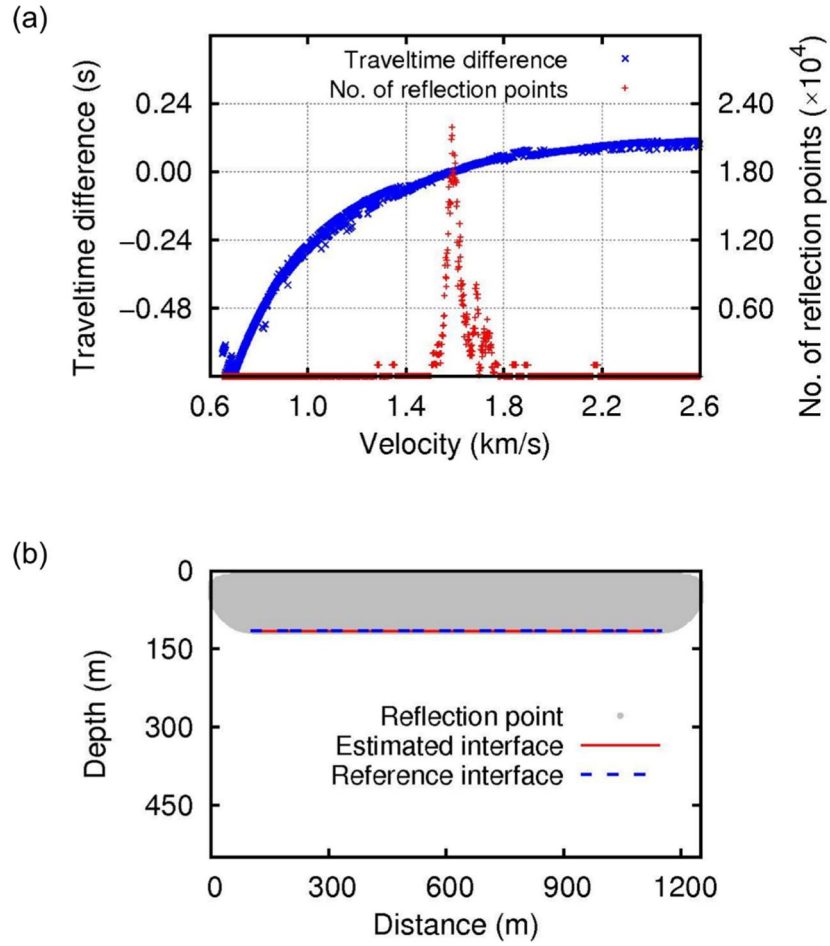 (a)
Traveltime difference
No. of reflection points
Traveltime difference (s)
0.24
0.00
−0.24
−0.48
No. of reflection points (×10⁴)
2.40
1.80
1.20
0.60
0.6 1.0 1.4 1.8 2.2 2.6
Velocity (km/s)
(b)
Depth (m)
0
150
300
450
Reflection point
Estimated interface
Reference interface
0 300 600 900 1200
Distance (m)